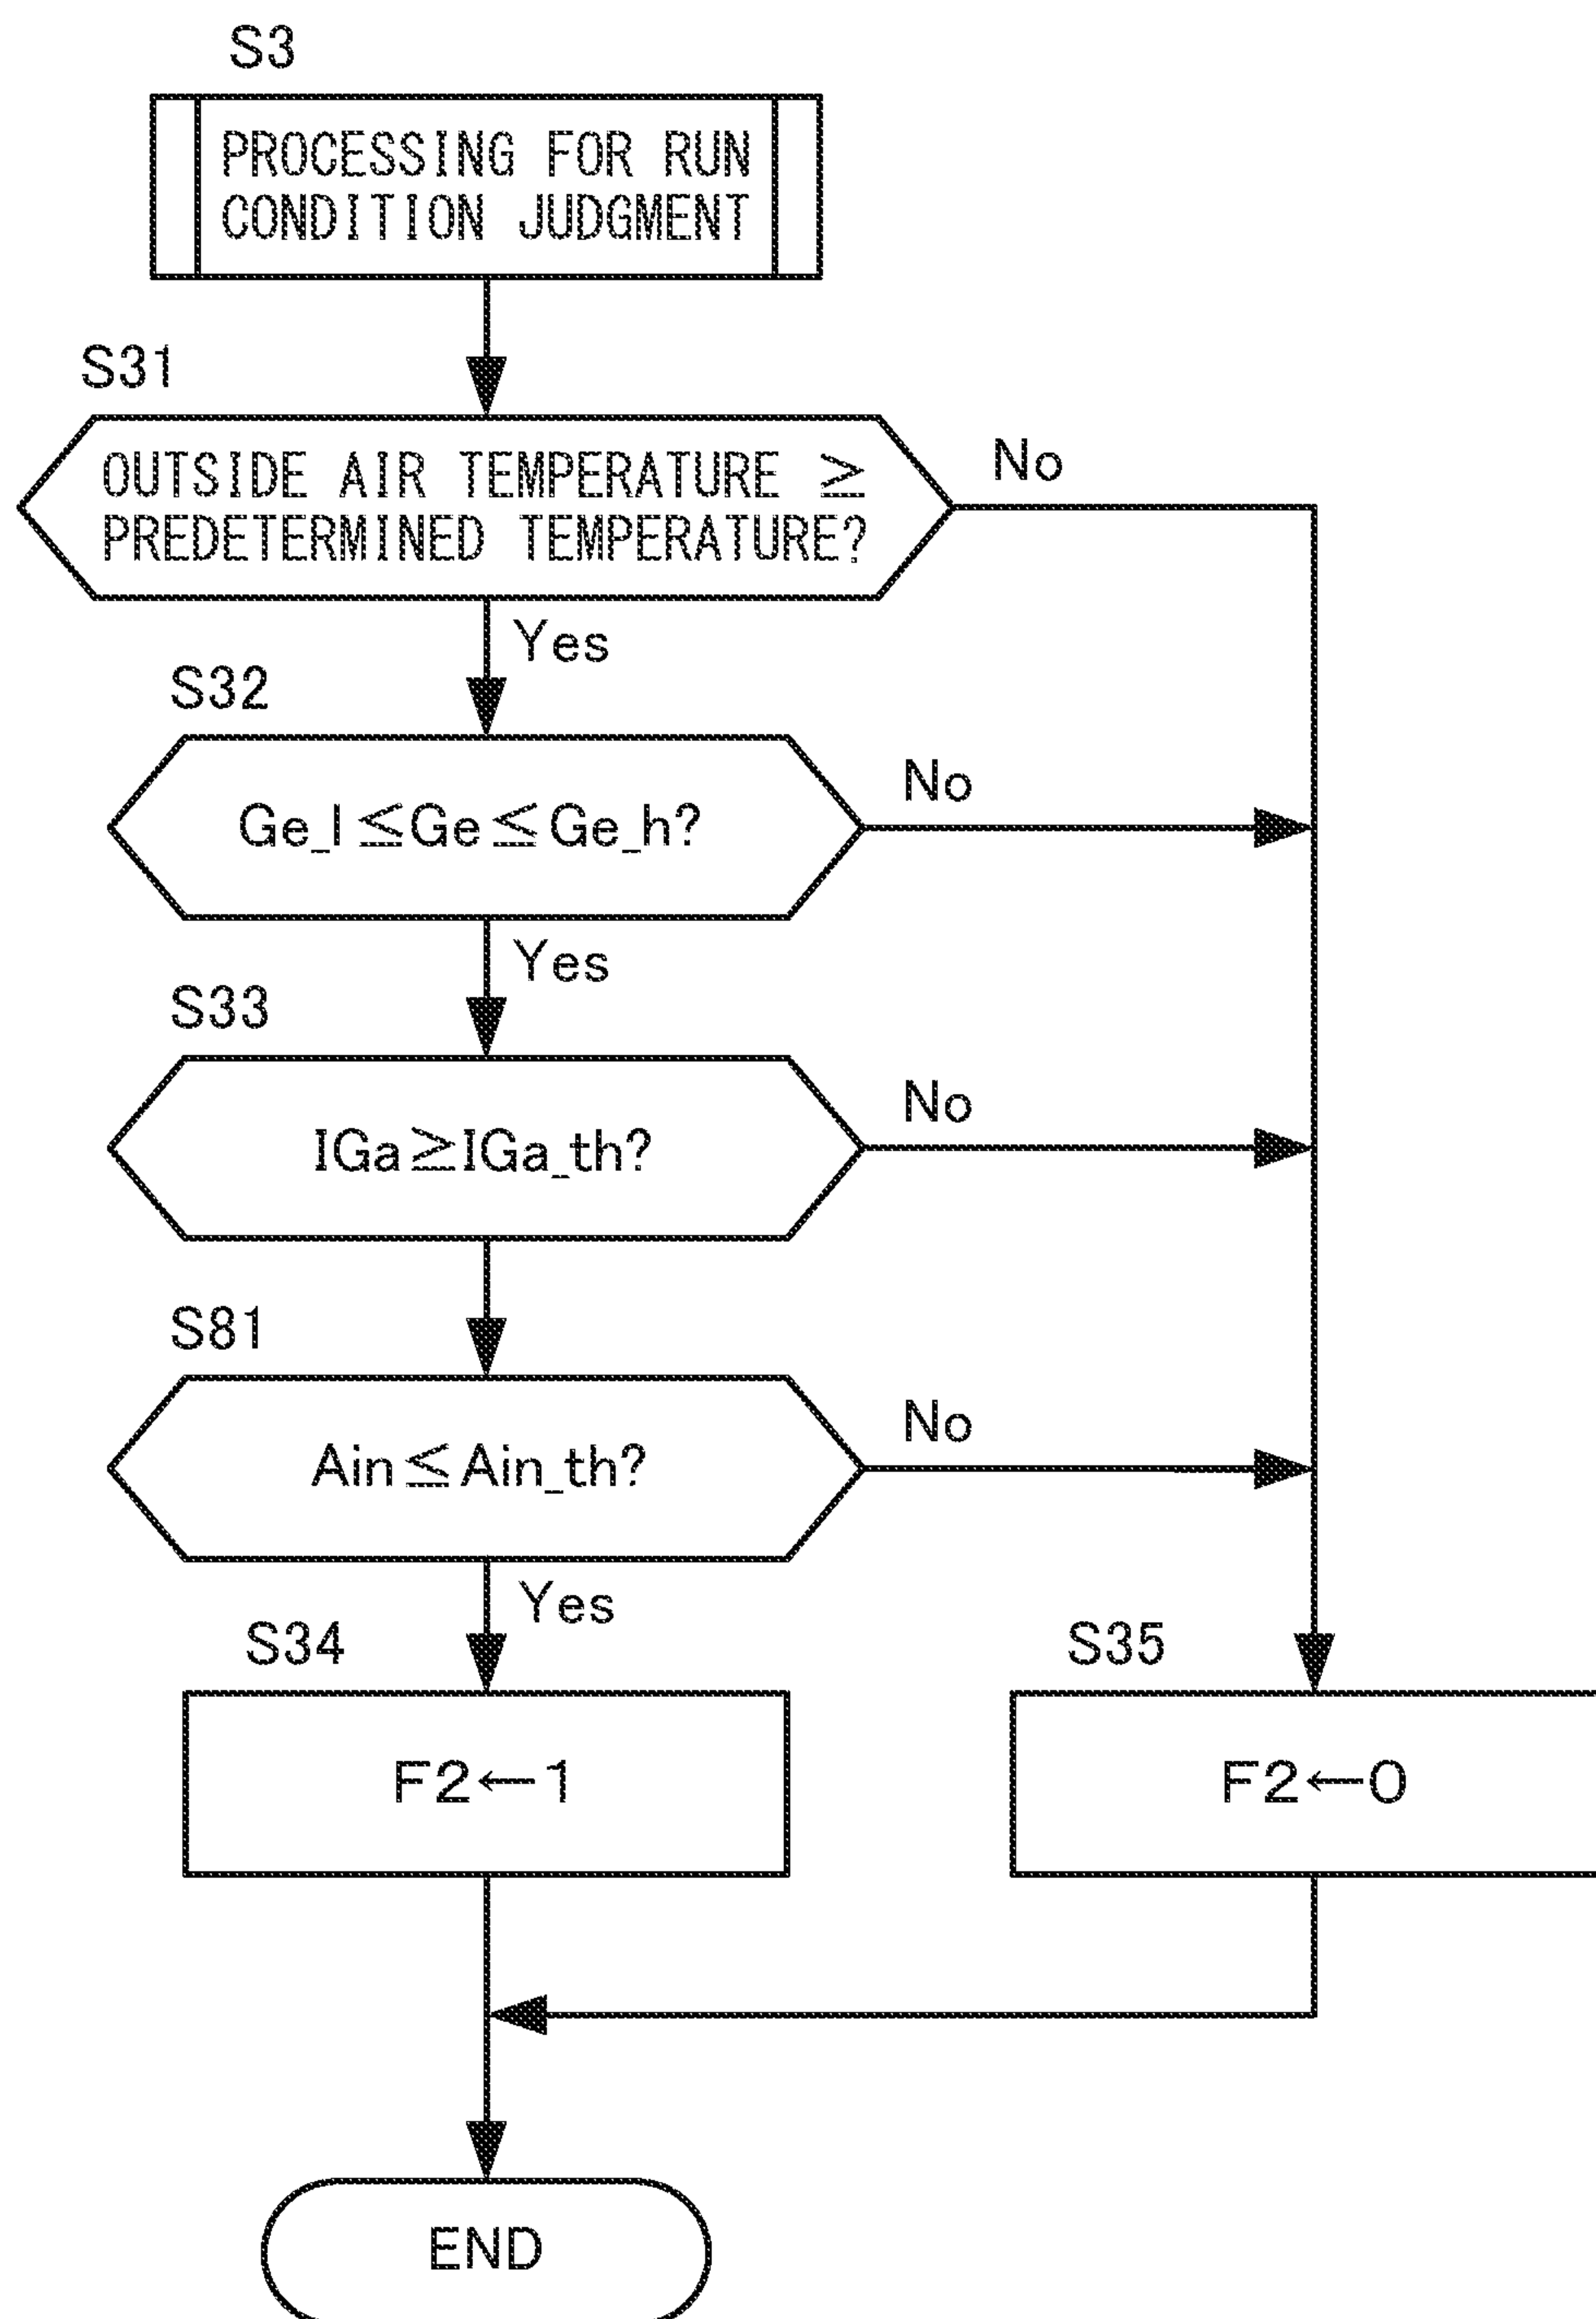 S3
PROCESSING FOR RUN
CONDITION JUDGMENT
S31
OUTSIDE AIR TEMPERATURE ≧
PREDETERMINED TEMPERATURE?
No
Yes
S32
Ge_l≦Ge≦Ge_h?
No
Yes
S33
IGa≧IGa_th?
No
S81
Ain≦Ain_th?
No
Yes
S34
F2←1
S35
F2←0
END